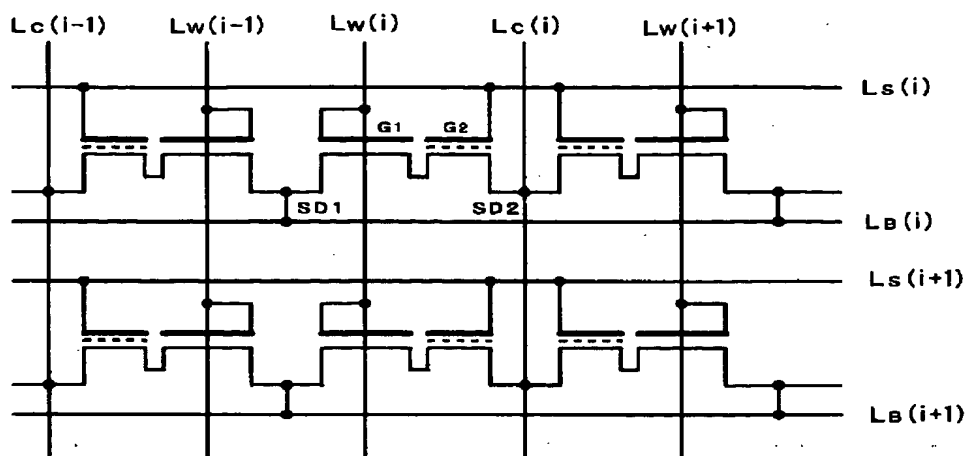 Lc(i-1) Lw(i-1) Lw(i) Lc(i) Lw(i+1)
Ls(i)
G1 G2
SD1 SD2
LB(i)
Ls(i+1)
LB(i+1)